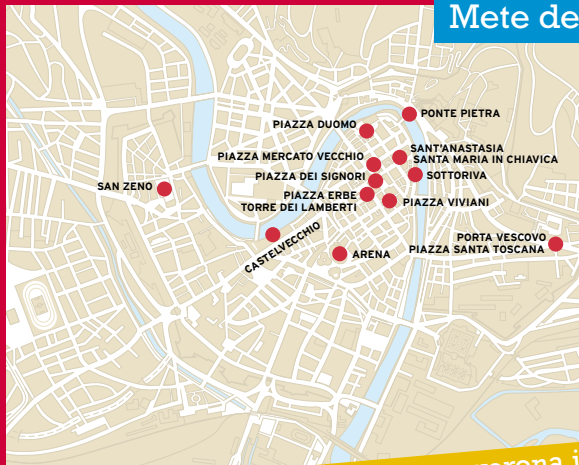 Mete de
PONTE PIETRA
PIAZZA DUOMO
SANT'ANASTASIA
SANTA MARIA IN CHIAVICA
PIAZZA MERCATO VECCHIO
PIAZZA DEI SIGNORI
SOTTORIVA
SAN ZENO
PIAZZA ERBE
TORRE DEI LAMBERTI
PIAZZA VIVIANI
CASTELVECCHIO
PORTA VESCOVO
PIAZZA SANTA TOSCANA
ARENA
verona i